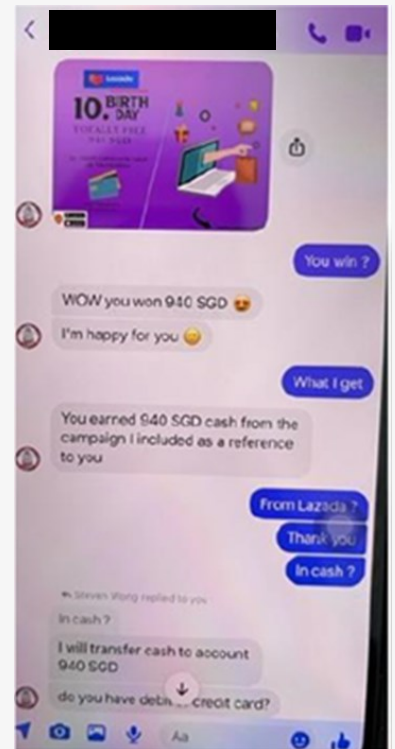 Lazada
10. BIRTH
DAY
TOTALLY FREE
You win ?
WOW you won 940 SGD 😍
I'm happy for you 😊
What I get
You earned 940 SGD cash from the
campaign I included as a reference
to you
From Lazada ?
Thank you
In cash ?
Steven Wong replied to you
In cash ?
I will transfer cash to account
940 SGD
do you have debit credit card?
Aa